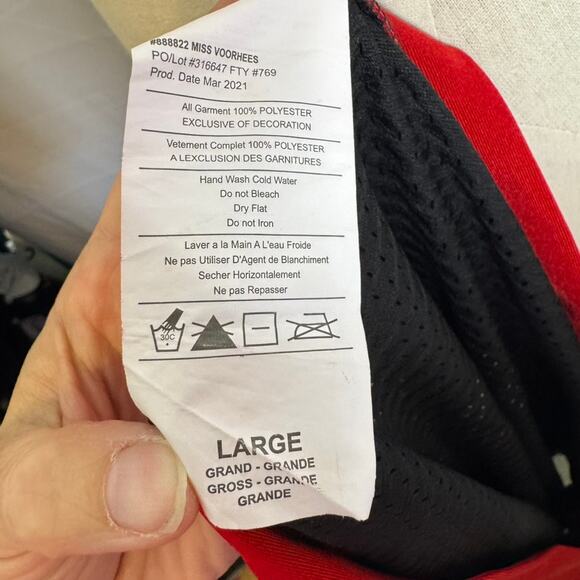 #888822 MISS VOORHEES
PO/Lot #316647 FTY #769
Prod. Date Mar 2021
All Garment 100% POLYESTER
EXCLUSIVE OF DECORATION
Vetement Complet 100% POLYESTER
A LEXCLUSION DES GARNITURES
Hand Wash Cold Water
Do not Bleach
Dry Flat
Do not Iron
Laver a la Main A L'eau Froide
Ne pas Utiliser D'Agent de Blanchiment
Secher Horizontalement
Ne pas Repasser
30C
LARGE
GRAND - GRANDE
GROSS - GRANDE
GRANDE